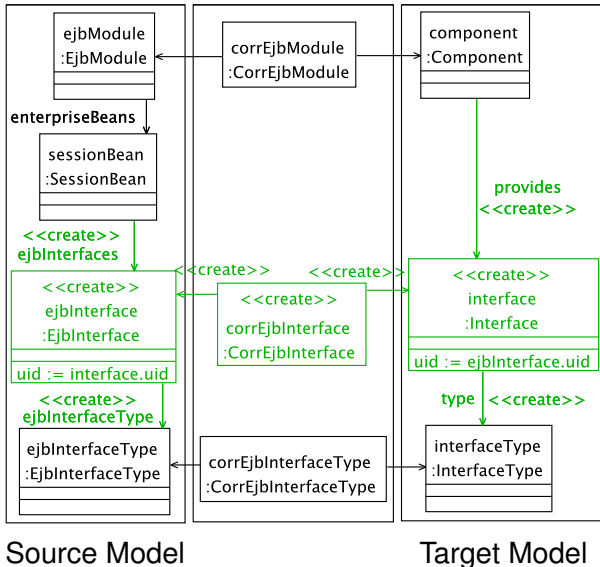 ejbModule
:EjbModule
corrEjbModule
:CorrEjbModule
component
:Component
enterpriseBeans
sessionBean
:SessionBean
provides
<<create>>
<<create>>
ejbInterfaces
<<create>>
<<create>>
<<create>>
ejbInterface
:EjbInterface
uid := interface.uid
<<create>>
corrEjbInterface
:CorrEjbInterface
<<create>>
interface
:Interface
uid := ejbInterface.uid
<<create>>
ejbInterfaceType
type <<create>>
ejbInterfaceType
:EjbInterfaceType
corrEjbInterfaceType
:CorrEjbInterfaceType
interfaceType
:InterfaceType
Source Model
Target Model